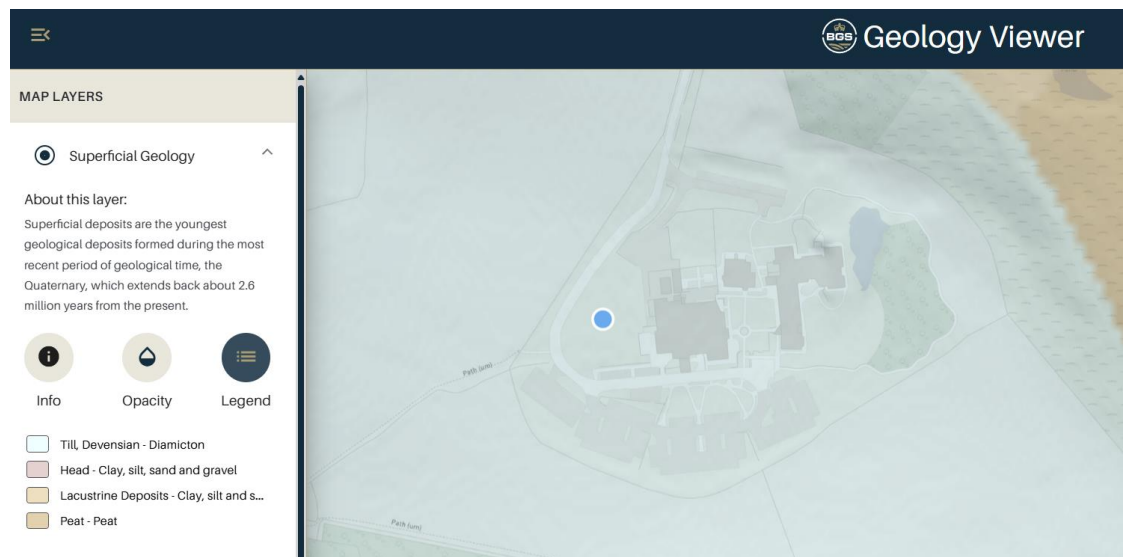 BGS Geology Viewer
MAP LAYERS
Superficial Geology
About this layer:
Superficial deposits are the youngest
geological deposits formed during the most
recent period of geological time, the
Quaternary, which extends back about 2.6
million years from the present.
Info Opacity Legend
Till, Devensian - Diamicton
Head - Clay, silt, sand and gravel
Lacustrine Deposits - Clay, silt and s...
Peat - Peat
Path (um)
Path (um)